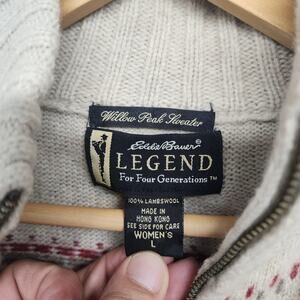 Willow Peak Sweater
Eddie Bauer
LEGEND
For Four Generations™
100% LAMBSWOOL
MADE IN
HONG KONG
SEE SIDE FOR CARE
WOMEN'S
L